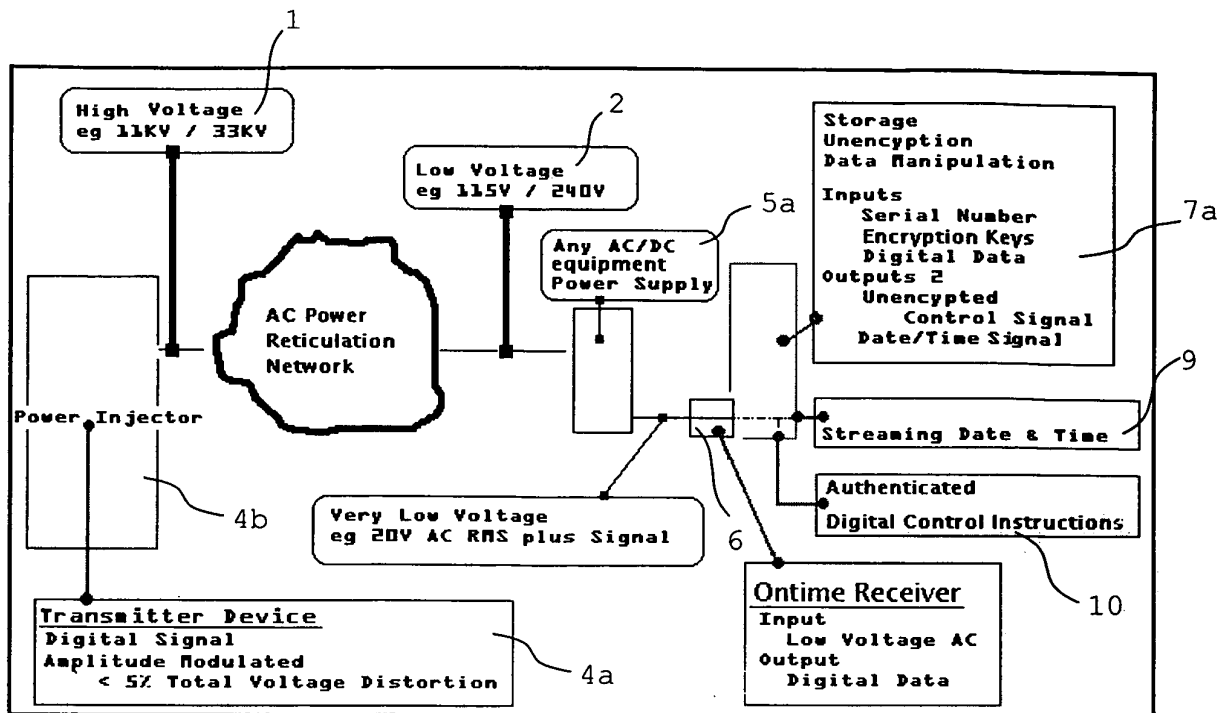 1
High Voltage
eg 11KV / 33KV
2
Low Voltage
eg 115V / 240V
5a
Any AC/DC
equipment
Power Supply
Storage
Unencyption
Data Manipulation
Inputs
Serial Number
Encryption Keys
Digital Data
Outputs 2
Unencypted
Control Signal
Date/Time Signal
7a
AC Power
Reticulation
Network
Power Injector
4b
9
Streaming Date & Time
Authenticated
Digital Control Instructions
10
Very Low Voltage
eg 20V AC RMS plus Signal
6
Transmitter Device
Digital Signal
Amplitude Modulated
< 5% Total Voltage Distortion
4a
Ontime Receiver
Input
Low Voltage AC
Output
Digital Data